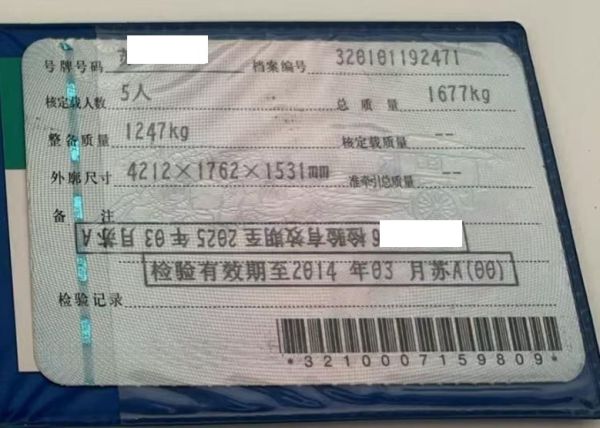 号牌号码 苏 档案编号 320101192471
核定载人数 5人 总质量 1677kg
整备质量 1247kg 核定载质量 --
外廓尺寸 4212×1762×1531mm 准牵引总质量 --
备注
检验有效期至2025 年03 月苏A
检验有效期至2014 年03 月苏A(00)
检验记录
*3210007159809*